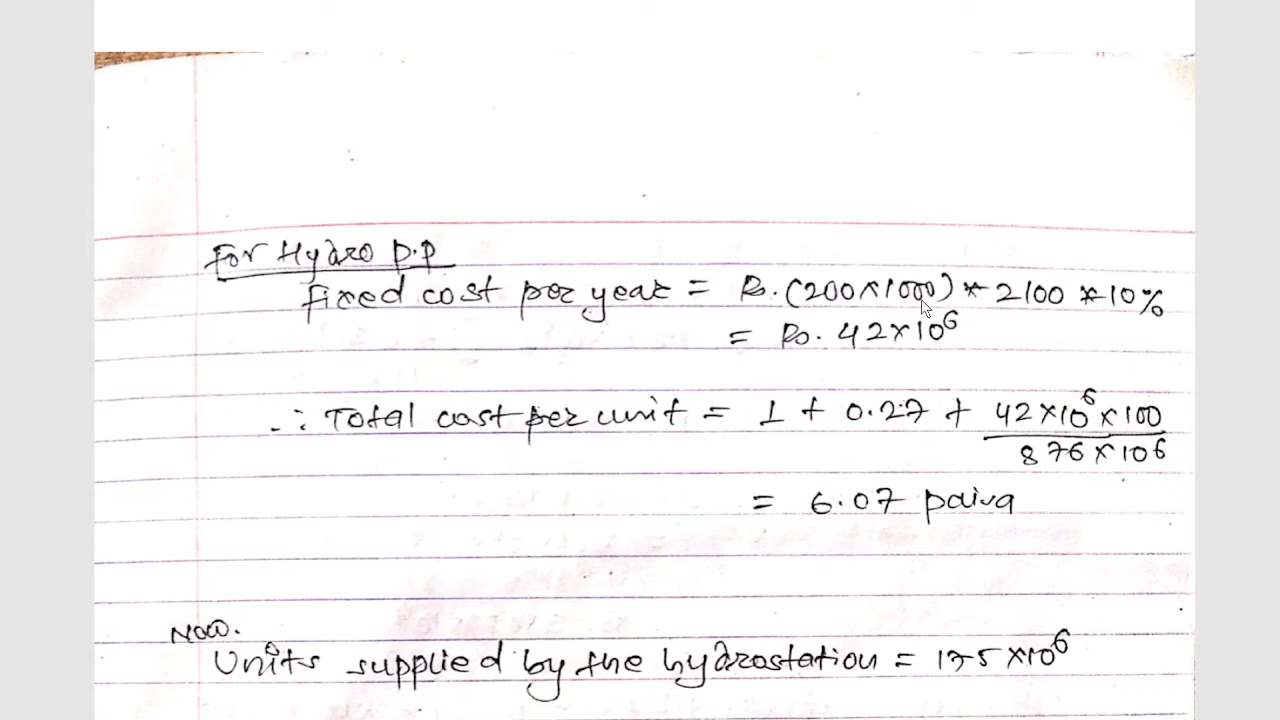 For Hydro P.P
fixed cost per year = Rs. (200×1000) * 2100 * 10%
= Rs. 42×10⁶
∴ Total cost per unit = 1 + 0.27 + 42×10⁶×100
876×10⁶
= 6.07 paisa
Now.
Units supplied by the hydrostation = 175×10⁶